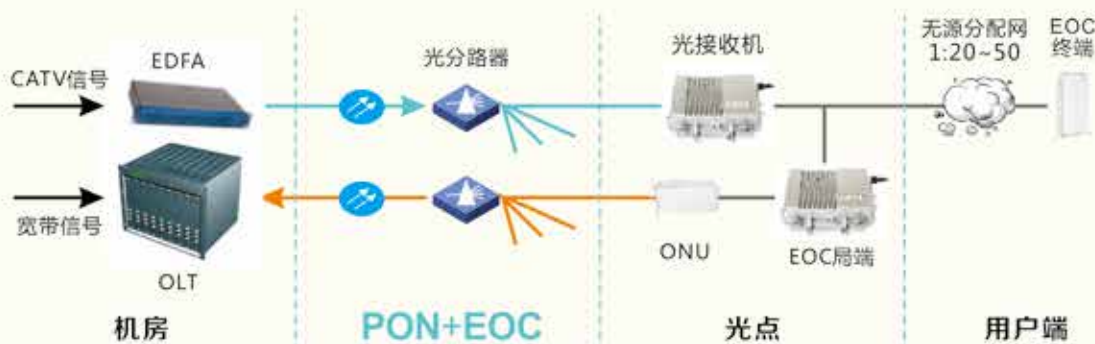 CATV信号
EDFA
光分路器
光接收机
无源分配网
1:20~50
EOC
终端
宽带信号
OLT
ONU
EOC局端
机房
PON+EOC
光点
用户端